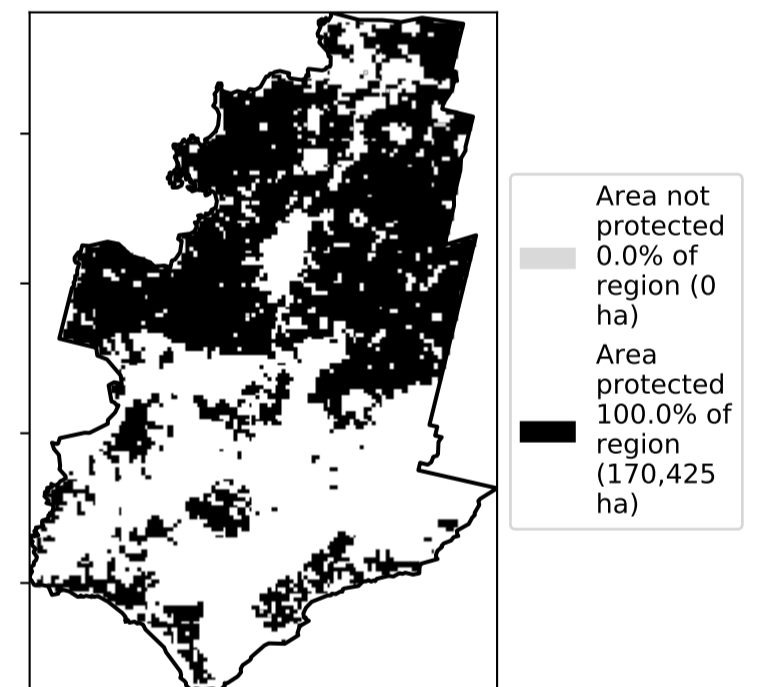 Area not
protected
0.0% of
region (0
ha)
Area
protected
100.0% of
region
(170,425
ha)